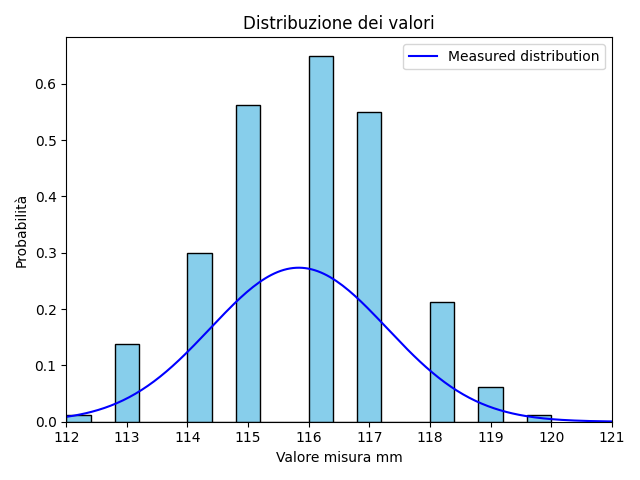 Distribuzione dei valori
Measured distribution
Probabilità
0.6
0.5
0.4
0.3
0.2
0.1
0.0
112 113 114 115 116 117 118 119 120 121
Valore misura mm